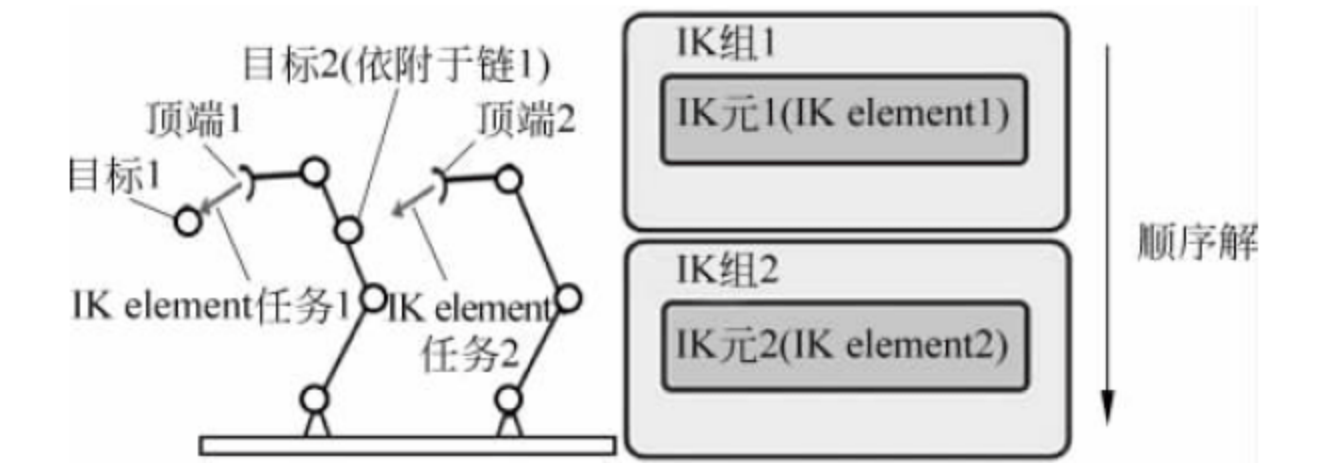 目标2(依附于链1)
顶端1
顶端2
目标1
IK element任务1
IK element
任务2
IK组1
IK元1(IK element1)
IK组2
IK元2(IK element2)
顺序解